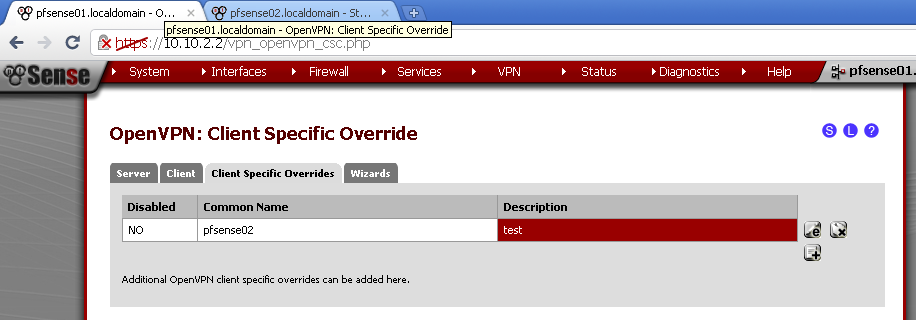 pfsense01.localdomain - O...
pfsense02.localdomain - St...
pfsense01.localdomain - OpenVPN: Client Specific Override
https://10.10.2.2/vpn_openvpn_csc.php
Sense
System Interfaces Firewall Services VPN Status Diagnostics Help pfsense01.
OpenVPN: Client Specific Override
S L ?
Server Client Client Specific Overrides Wizards
Disabled Common Name Description
NO pfsense02 test
e
Additional OpenVPN client specific overrides can be added here.